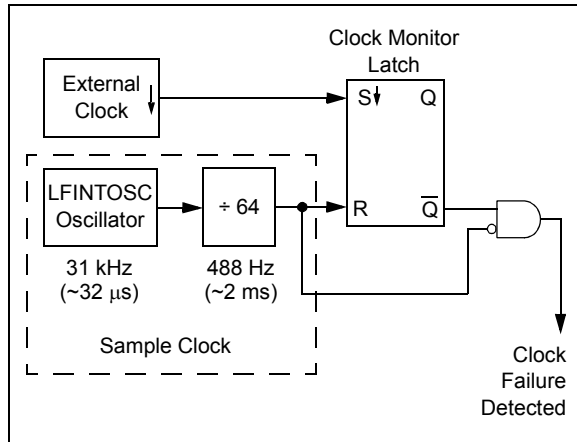 Clock Monitor
Latch
External
Clock
S
Q
LFINTOSC
Oscillator
÷ 64
R
Q̅
31 kHz
(~32 μs)
488 Hz
(~2 ms)
Sample Clock
Clock
Failure
Detected